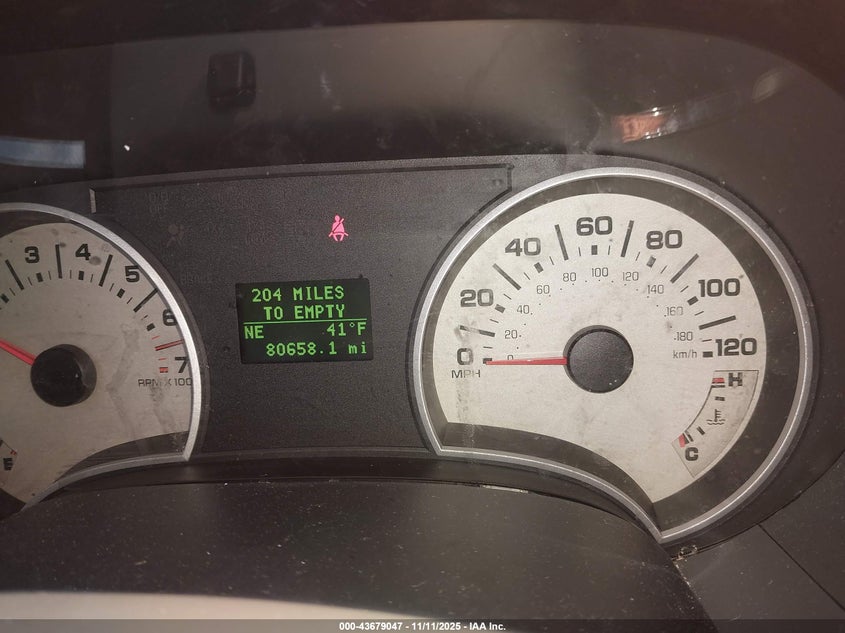 204 MILES
TO EMPTY
NE 41°F
80658.1 mi
3 4 5 6 7
RPM X 100
E
0 20 40 60 80 100 120
MPH
0 20 40 60 80 100 120 140 160 180
km/h
H
C
000-43679047 - 11/11/2025 - IAA Inc.